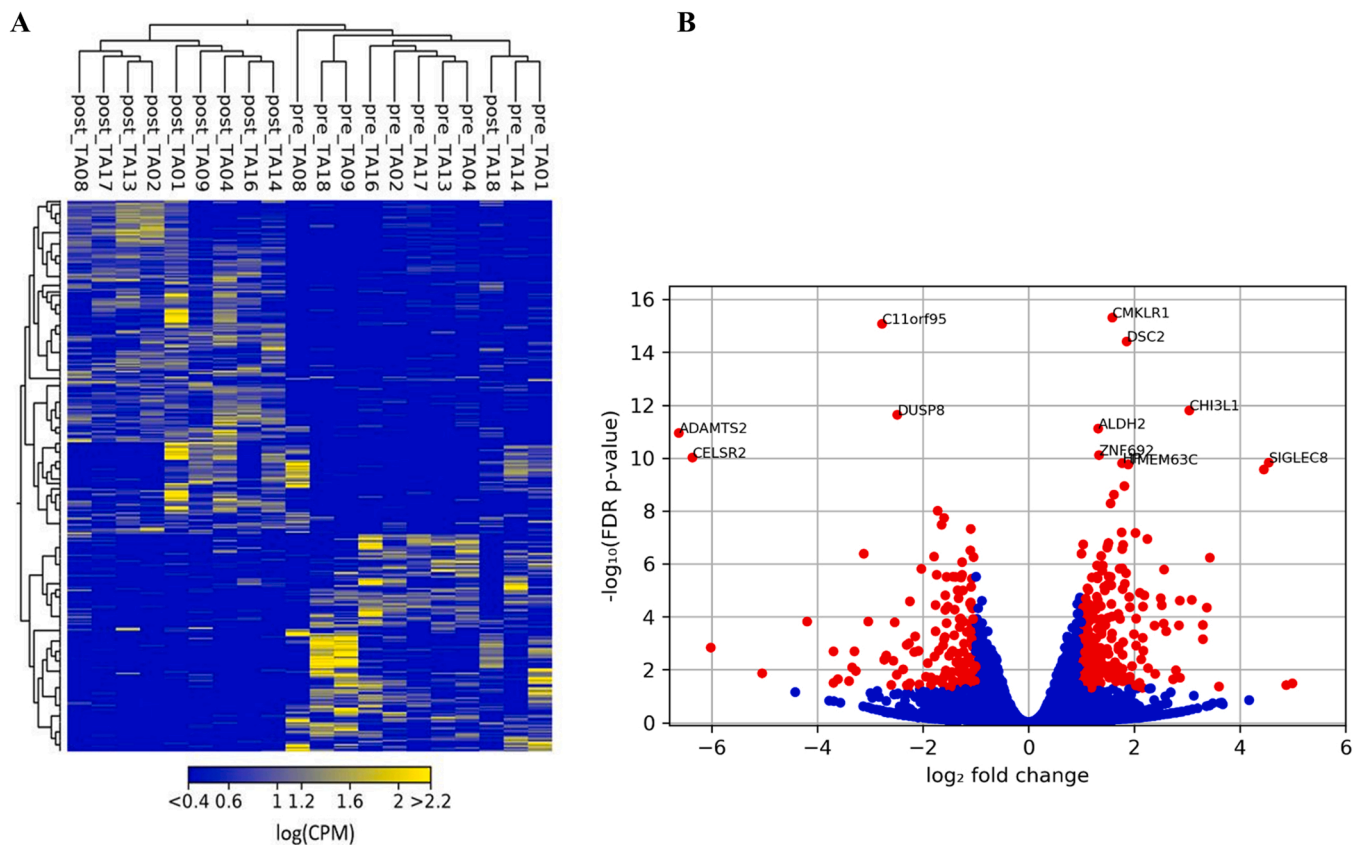 A
B
post_TA08
post_TA17
post_TA13
post_TA02
post_TA01
post_TA09
post_TA04
post_TA16
post_TA14
pre_TA08
pre_TA18
pre_TA09
pre_TA16
pre_TA02
pre_TA17
pre_TA13
pre_TA04
post_TA18
pre_TA14
pre_TA01
<0.4 0.6 1 1.2 1.6 2 >2.2
log(CPM)
16
14
12
10
8
6
4
2
0
-log₁₀(FDR p-value)
CMKLR1
C11orf95
DSC2
CHI3L1
DUSP8
ALDH2
ADAMTS2
ZNF692
CELSR2
TMEM63C
SIGLEC8
−6 −4 −2 0 2 4 6
log₂ fold change